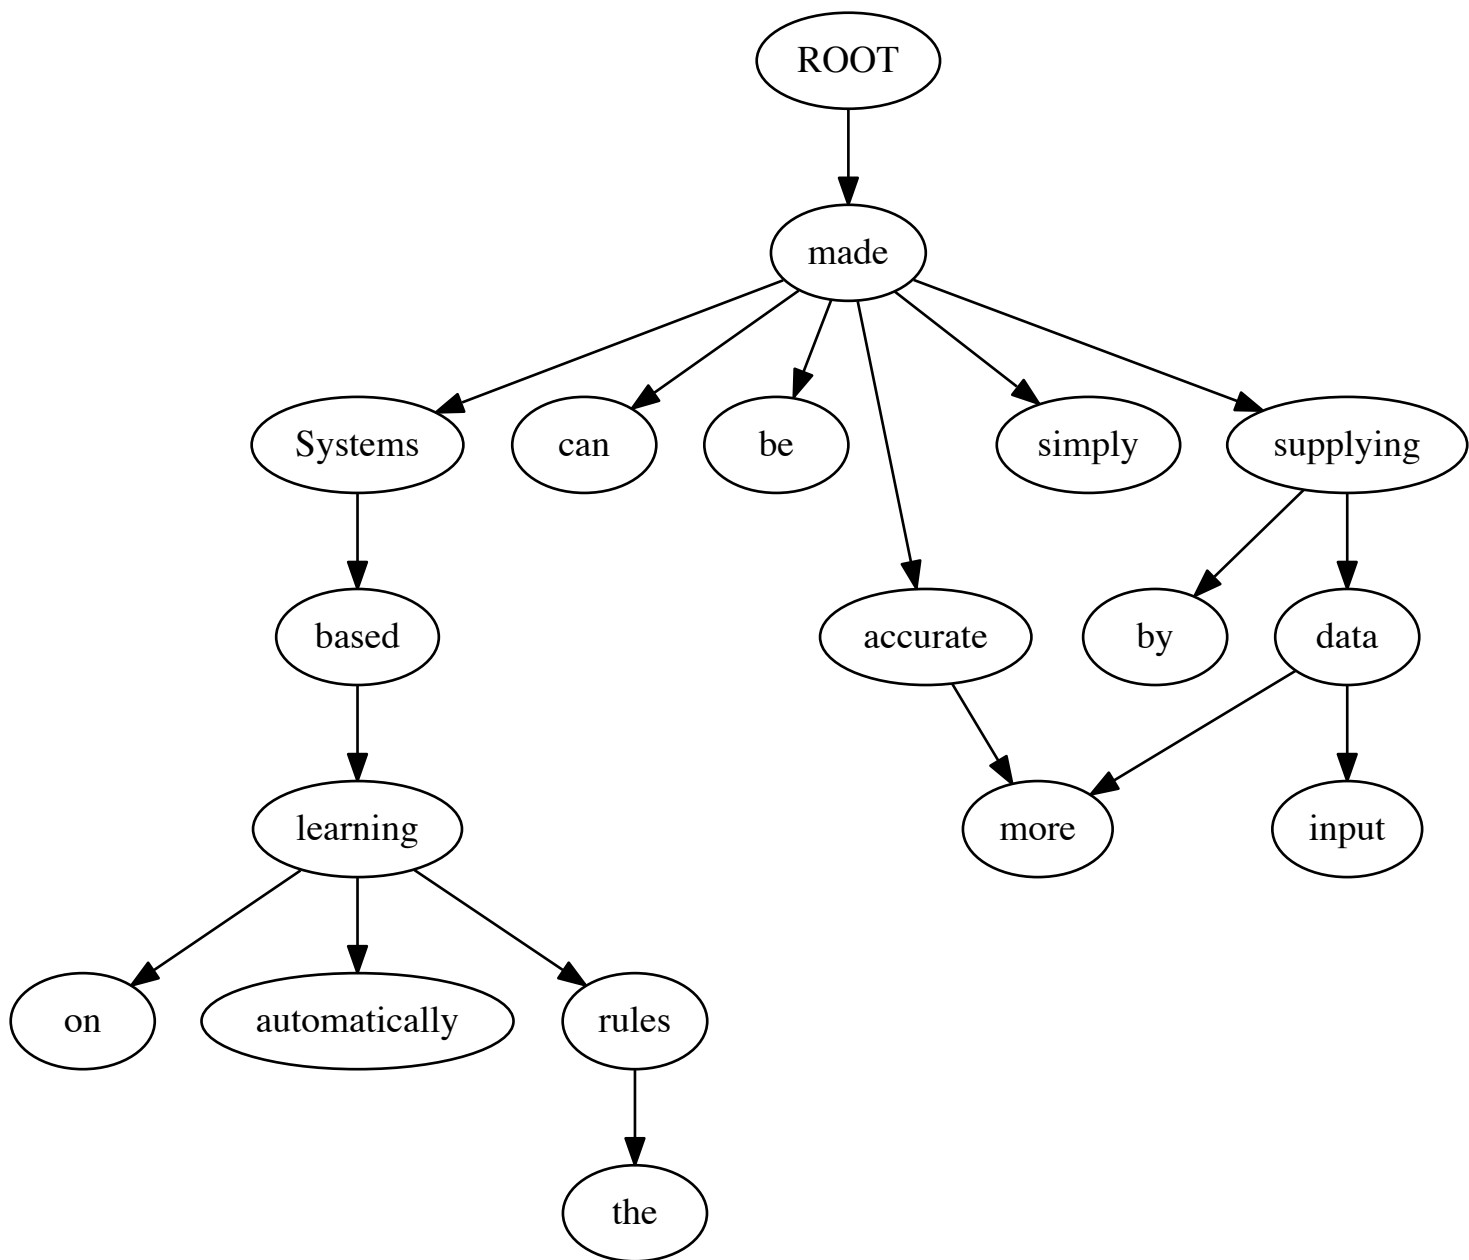 ROOT
made
Systems can be simply supplying
based accurate by data
learning more input
on automatically rules
the